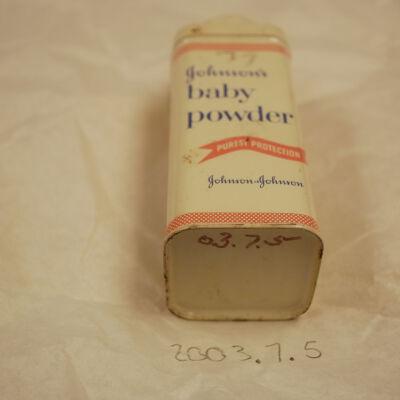 Johnson's
baby
powder
PUREST PROTECTION
Johnson & Johnson
03.7.5
2003.7.5